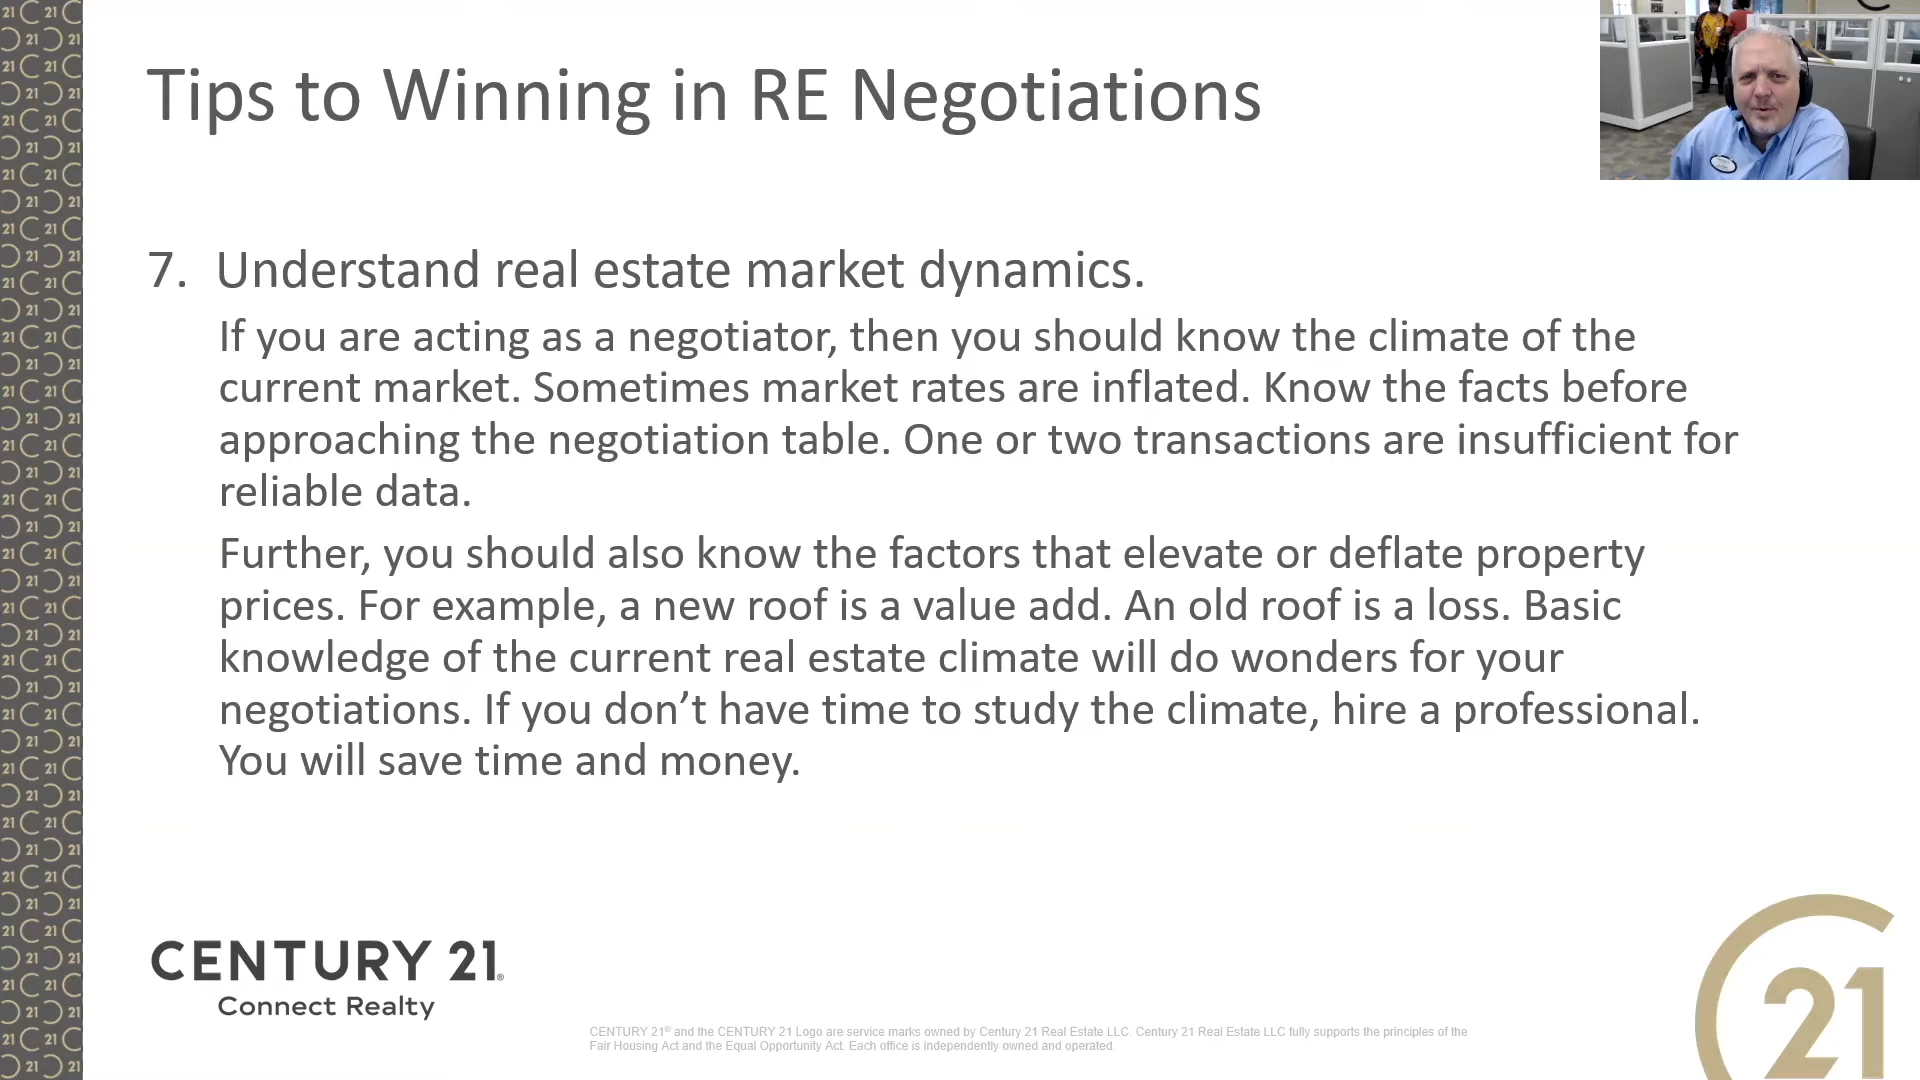 Tips to Winning in RE Negotiations
7. Understand real estate market dynamics.
If you are acting as a negotiator, then you should know the climate of the
current market. Sometimes market rates are inflated. Know the facts before
approaching the negotiation table. One or two transactions are insufficient for
reliable data.
Further, you should also know the factors that elevate or deflate property
prices. For example, a new roof is a value add. An old roof is a loss. Basic
knowledge of the current real estate climate will do wonders for your
negotiations. If you don’t have time to study the climate, hire a professional.
You will save time and money.
CENTURY 21®
Connect Realty
CENTURY 21® and the CENTURY 21 Logo are service marks owned by Century 21 Real Estate LLC. Century 21 Real Estate LLC fully supports the principles of the
Fair Housing Act and the Equal Opportunity Act. Each office is independently owned and operated.
C21